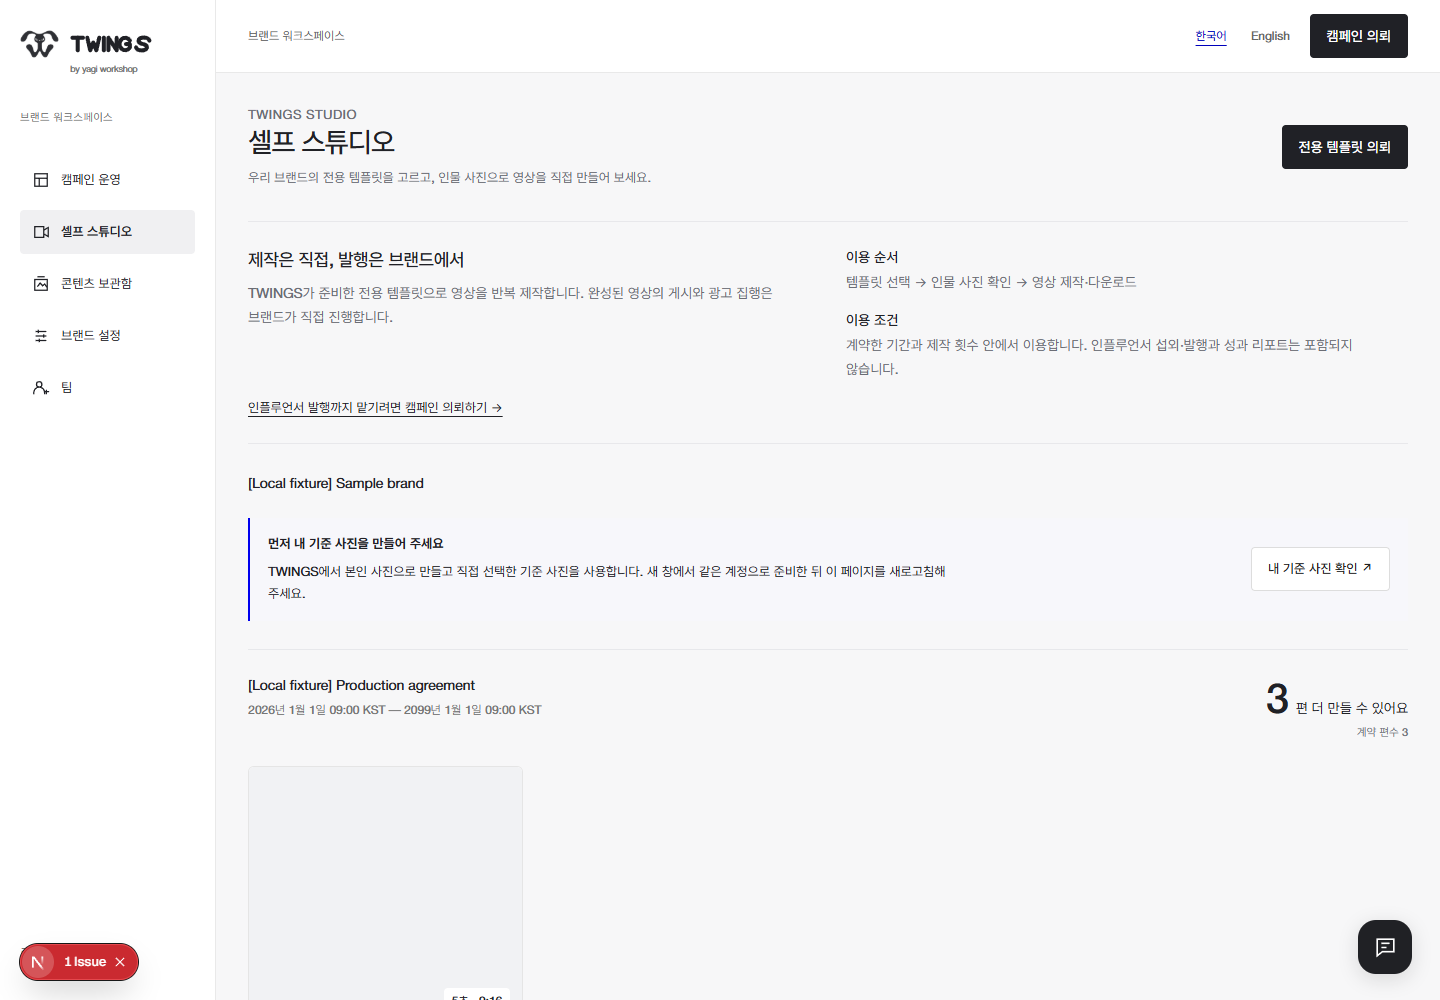 TWINGS
by yagi workshop
브랜드 워크스페이스
캠페인 운영
셀프 스튜디오
콘텐츠 보관함
브랜드 설정
팀
1 Issue
브랜드 워크스페이스
한국어
English
캠페인 의뢰
TWINGS STUDIO
셀프 스튜디오
우리 브랜드의 전용 템플릿을 고르고, 인물 사진으로 영상을 직접 만들어 보세요.
전용 템플릿 의뢰
제작은 직접, 발행은 브랜드에서
TWINGS가 준비한 전용 템플릿으로 영상을 반복 제작합니다. 완성된 영상의 게시와 광고 집행은
브랜드가 직접 진행합니다.
이용 순서
템플릿 선택 → 인물 사진 확인 → 영상 제작·다운로드
이용 조건
계약한 기간과 제작 횟수 안에서 이용합니다. 인플루언서 섭외·발행과 성과 리포트는 포함되지
않습니다.
인플루언서 발행까지 맡기려면 캠페인 의뢰하기 →
[Local fixture] Sample brand
먼저 내 기준 사진을 만들어 주세요
TWINGS에서 본인 사진으로 만들고 직접 선택한 기준 사진을 사용합니다. 새 창에서 같은 계정으로 준비한 뒤 이 페이지를 새로고침해
주세요.
내 기준 사진 확인 ↗
[Local fixture] Production agreement
2026년 1월 1일 09:00 KST — 2099년 1월 1일 09:00 KST
3 편 더 만들 수 있어요
계약 편수 3